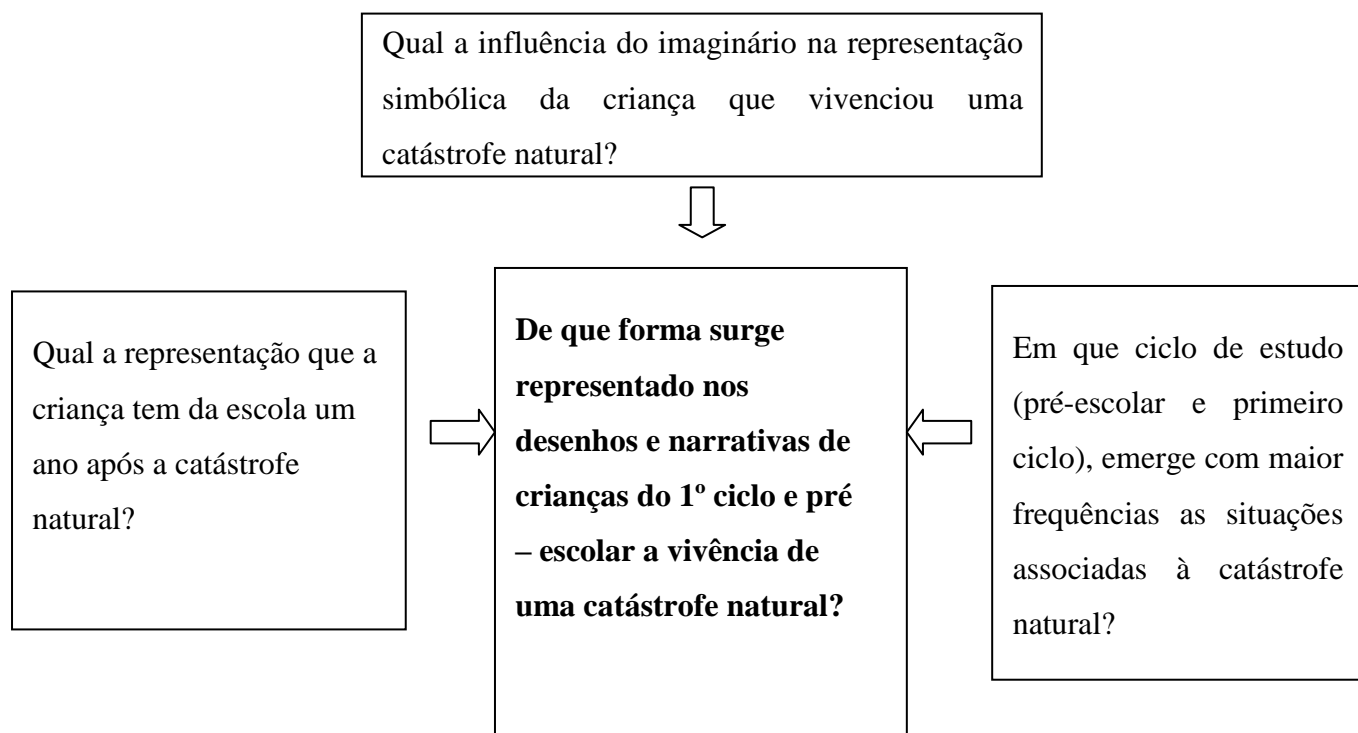 Qual a influência do imaginário na representação
simbólica da criança que vivenciou uma
catástrofe natural?
Qual a representação que a
criança tem da escola um
ano após a catástrofe
natural?
De que forma surge
representado nos
desenhos e narrativas de
crianças do 1º ciclo e pré
– escolar a vivência de
uma catástrofe natural?
Em que ciclo de estudo
(pré-escolar e primeiro
ciclo), emerge com maior
frequências as situações
associadas à catástrofe
natural?